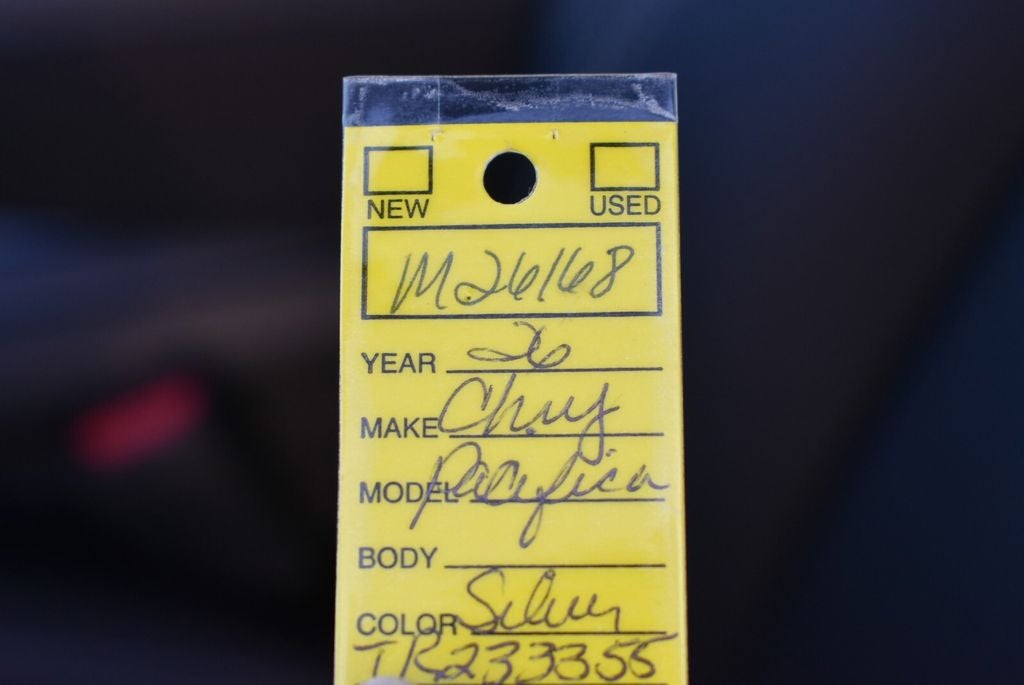 NEW USED
M26168
YEAR 26
MAKE Chry
MODEL Pacifica
BODY
COLOR Silver
TR233355